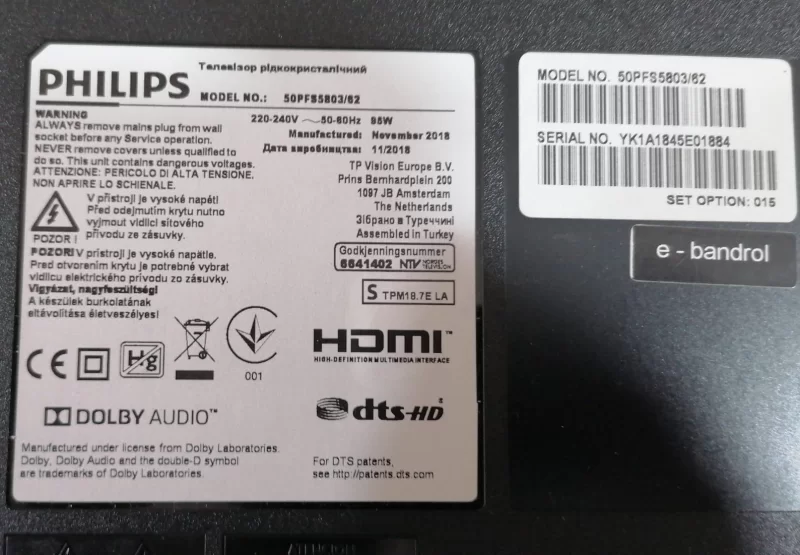 Телевізор рідкокристалічний
PHILIPS
MODEL NO.: 50PFS5803/62
220-240V ~50-60Hz 95W
Manufactured: November 2018
Дата виробництва: 11/2018
WARNING
ALWAYS remove mains plug from wall
socket before any Service operation.
NEVER remove covers unless qualified to
do so. This unit contains dangerous voltages.
ATTENZIONE: PERICOLO DI ALTA TENSIONE,
NON APRIRE LO SCHIENALE.
V přístroji je vysoké napětí
Před odejmutím krytu nutno
vyjmout vidlici síťového
přívodu ze zásuvky.
POZOR !
POZOR! V prístroji je vysoké napätie.
Pred otvorením krytu je potrebné vybrat
vidlicu elektrického prívodu zo zásuvky.
Vigyázat, nagyfeszültség!
A készülek burkolatának
eltávolítása életveszélyes!
TP Vision Europe B.V.
Prins Bernhardplein 200
1097 JB Amsterdam
The Netherlands
Зібрано в Туреччині
Assembled in Turkey
Godkjenningsnummer
6641402 NTV NORGES TELEVISJON
S TPM18.7E LA
CE Hg
001
HDMI™
HIGH-DEFINITION MULTIMEDIA INTERFACE
DOLBY AUDIO™
dts-HD
Manufactured under license from Dolby Laboratories.
Dolby, Dolby Audio and the double-D symbol
are trademarks of Dolby Laboratories.
For DTS patents,
see http://patents.dts.com
MODEL NO. 50PFS5803/62
SERIAL NO. YK1A1845E01884
SET OPTION: 015
e - bandrol